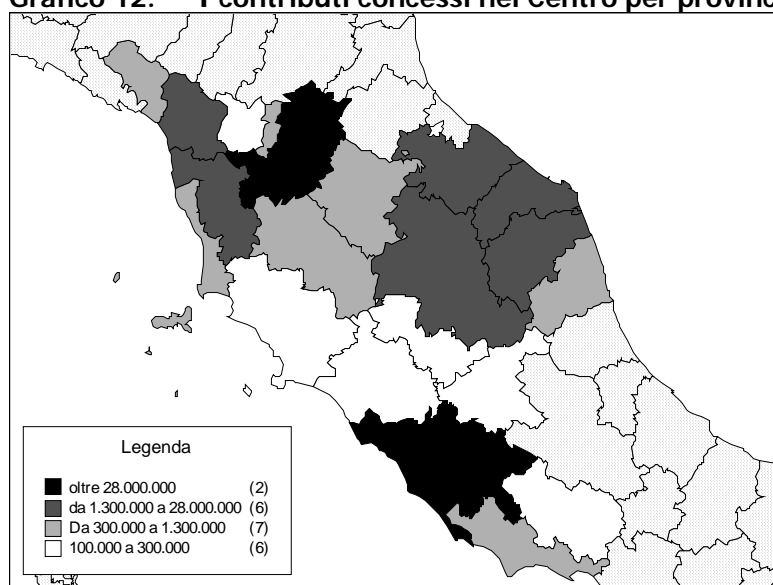 Grafico 12. I contributi concessi nel Centro per provinc
Legenda
oltre 28.000.000 (2)
da 1.300.000 a 28.000.000 (6)
Da 300.000 a 1.300.000 (7)
100.000 a 300.000 (6)